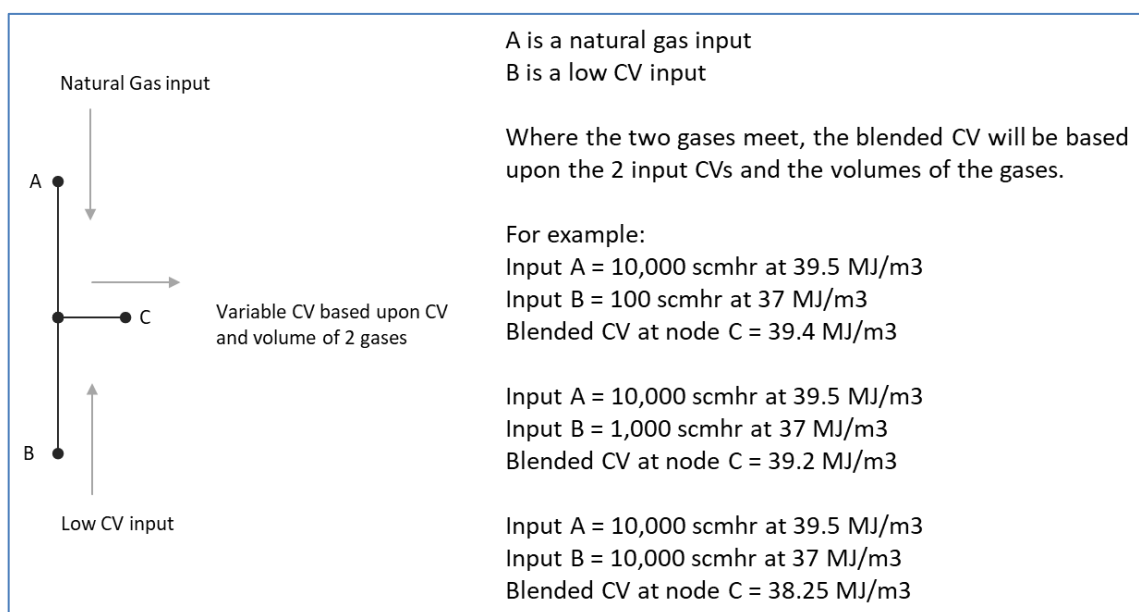 Natural Gas input
A
C
Variable CV based upon CV
and volume of 2 gases
B
Low CV input
A is a natural gas input
B is a low CV input
Where the two gases meet, the blended CV will be based
upon the 2 input CVs and the volumes of the gases.
For example:
Input A = 10,000 scmhr at 39.5 MJ/m3
Input B = 100 scmhr at 37 MJ/m3
Blended CV at node C = 39.4 MJ/m3
Input A = 10,000 scmhr at 39.5 MJ/m3
Input B = 1,000 scmhr at 37 MJ/m3
Blended CV at node C = 39.2 MJ/m3
Input A = 10,000 scmhr at 39.5 MJ/m3
Input B = 10,000 scmhr at 37 MJ/m3
Blended CV at node C = 38.25 MJ/m3